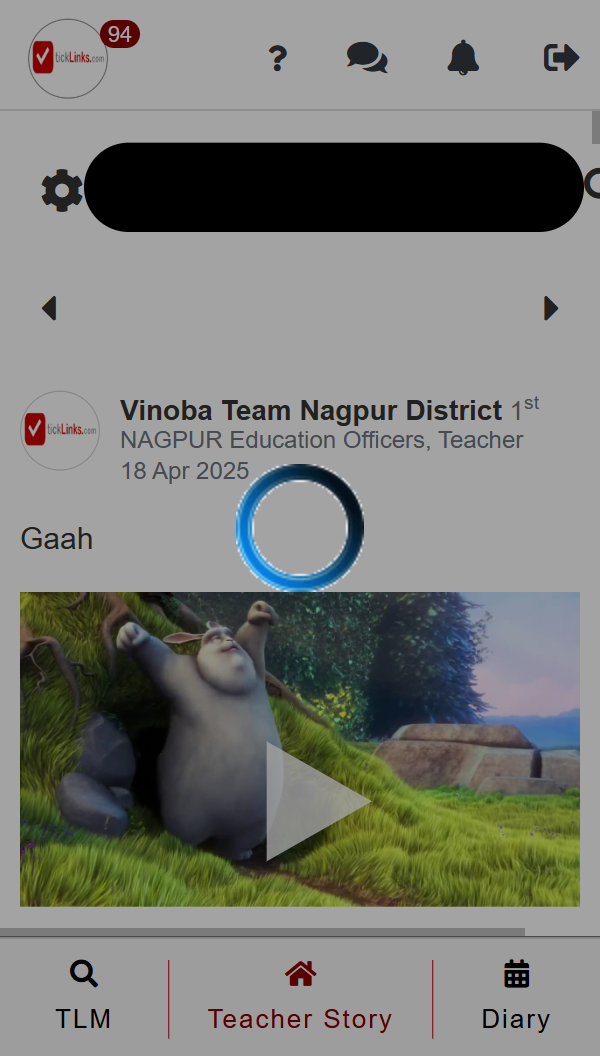 94
tickLinks.com
?
tickLinks.com
Vinoba Team Nagpur District 1st
NAGPUR Education Officers, Teacher
18 Apr 2025
Gaah
TLM
Teacher Story
Diary